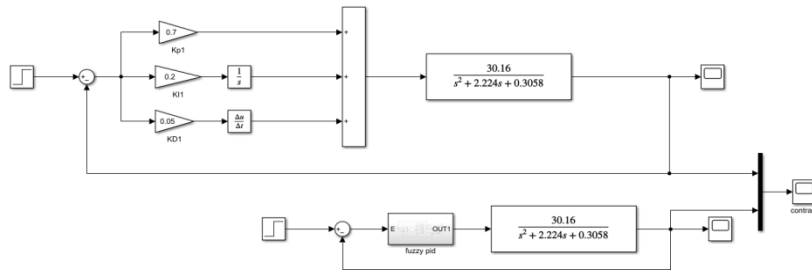 0.7
Kp1
0.2
KI1
1
s
0.05
KD1
Δu
Δt
+
+
+
30.16
s² + 2.224s + 0.3058
E
OUT1
fuzzy pid
30.16
s² + 2.224s + 0.3058
contra